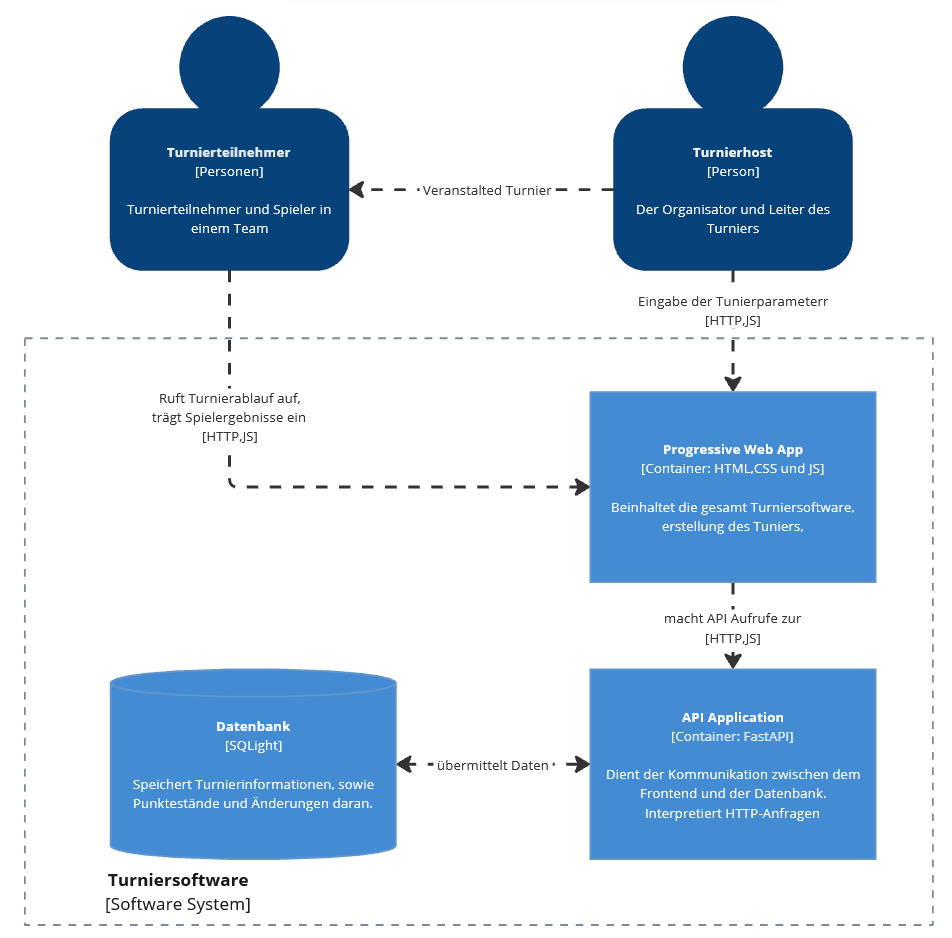 Turnierteilnehmer
[Personen]
Turnierteilnehmer und Spieler in
einem Team
Veranstalted Turnier
Turnierhost
[Person]
Der Organisator und Leiter des
Turniers
Eingabe der Tunierparameterr
[HTTP,JS]
Ruft Turnierablauf auf,
trägt Spielergebnisse ein
[HTTP,JS]
Progressive Web App
[Container: HTML,CSS und JS]
Beinhaltet die gesamt Turniersoftware,
erstellung des Tuniers,
macht API Aufrufe zur
[HTTP,JS]
Datenbank
[SQLight]
Speichert Turnierinformationen, sowie
Punktestände und Änderungen daran.
übermittelt Daten
API Application
[Container: FastAPI]
Dient der Kommunikation zwischen dem
Frontend und der Datenbank.
Interpretiert HTTP-Anfragen
Turniersoftware
[Software System]